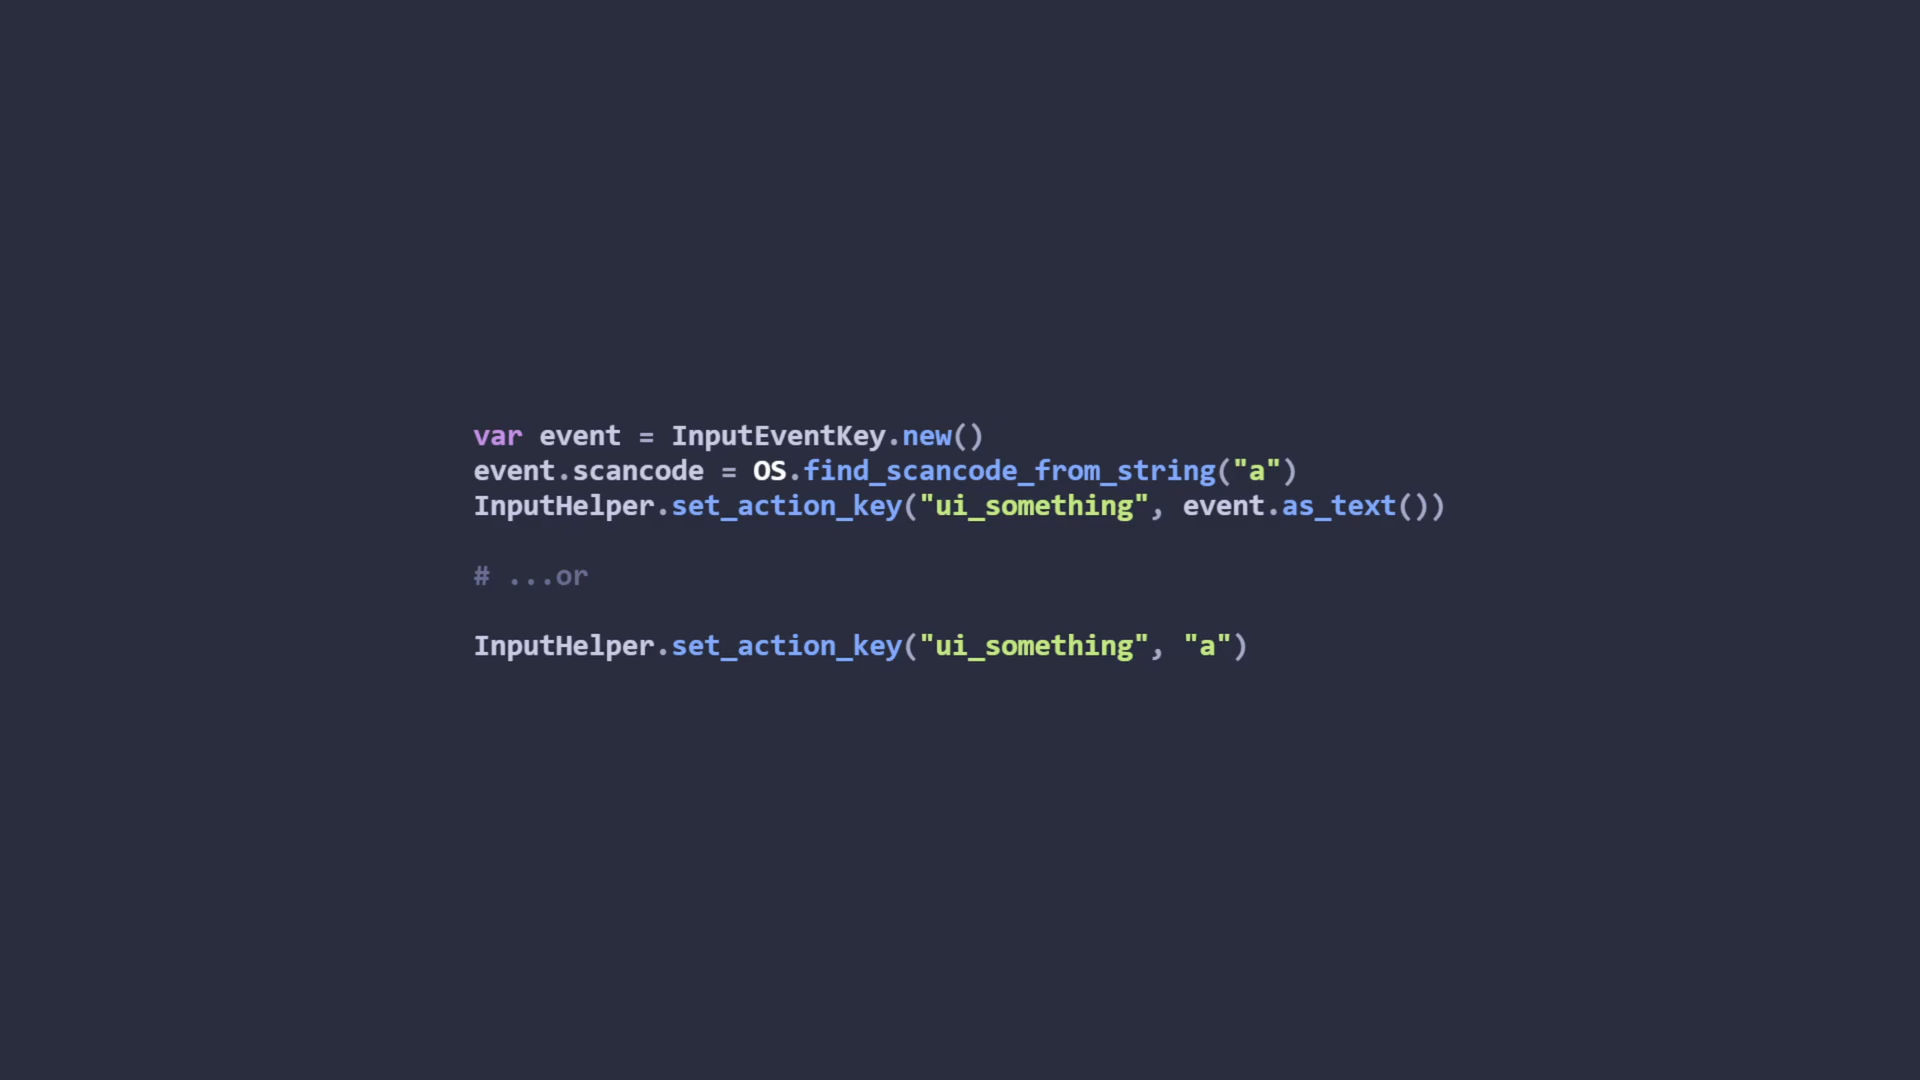 var event = InputEventKey.new()
event.scancode = OS.find_scancode_from_string("a")
InputHelper.set_action_key("ui_something", event.as_text())
# ...or
InputHelper.set_action_key("ui_something", "a")